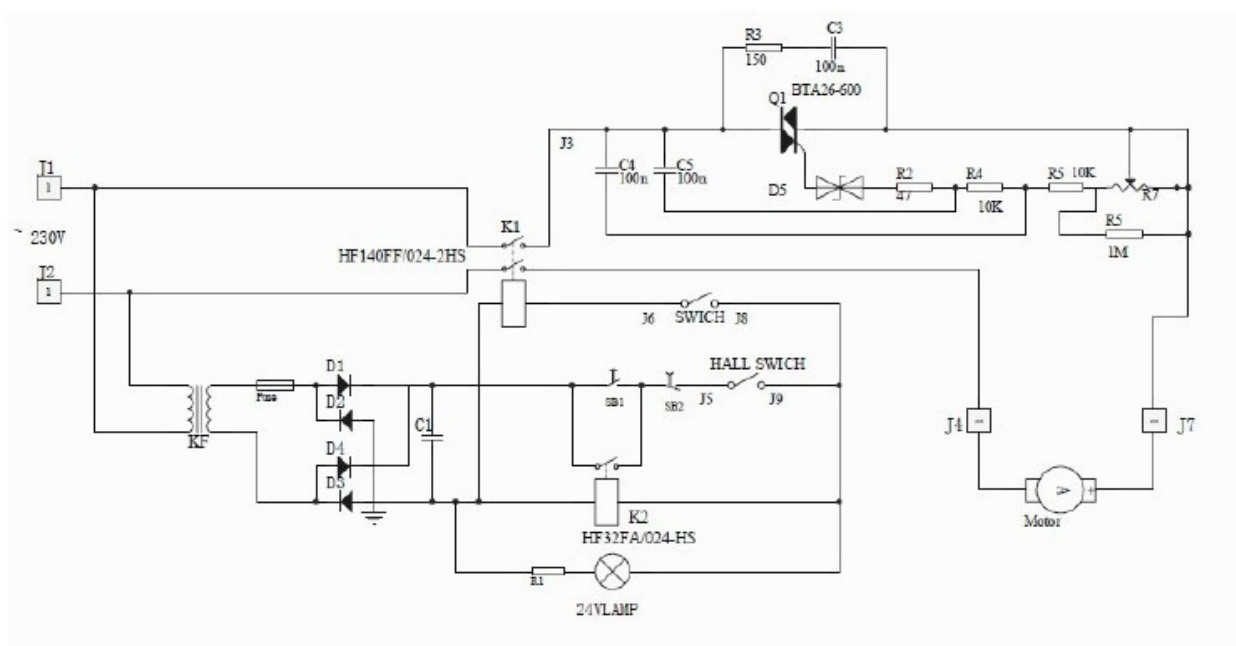 R3
150
C3
100n
BTA26-600
Q1
J3
C4
100n
C5
100n
D5
R2
47
R4
10K
R5 10K
R7
R5
1M
J1
1
~ 230V
J2
1
K1
HF140FF/024-2HS
J6 SWICH J8
HALL SWICH
D1
Fuse
D2
SB1
SB2
J5
J9
KF
C1
D4
D3
J4
J7
K2
HF32FA/024-HS
Motor
R1
24VLAMP